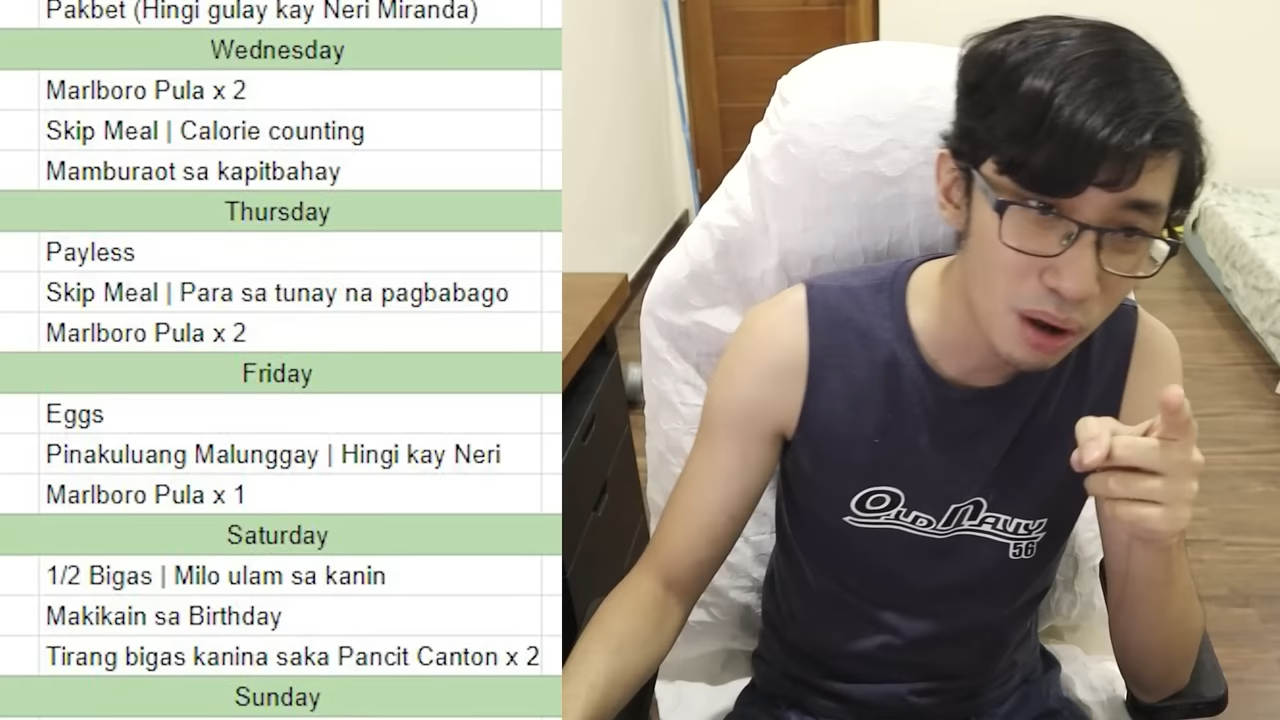 Pakbet (Hingi gulay kay Neri Miranda)
Wednesday
Marlboro Pula x 2
Skip Meal | Calorie counting
Mamburaot sa kapitbahay
Thursday
Payless
Skip Meal | Para sa tunay na pagbabago
Marlboro Pula x 2
Friday
Eggs
Pinakuluang Malunggay | Hingi kay Neri
Marlboro Pula x 1
Saturday
1/2 Bigas | Milo ulam sa kanin
Makikain sa Birthday
Tirang bigas kanina saka Pancit Canton x 2
Sunday
OLD NAVY
56